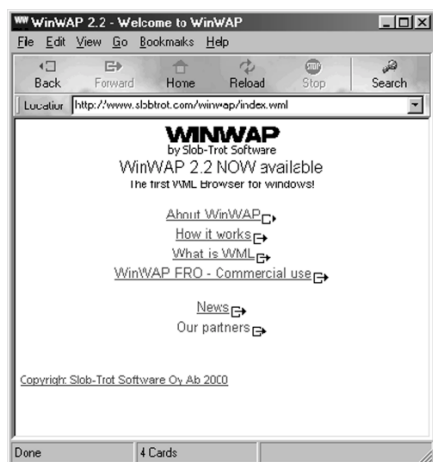 WinWAP 2.2 - Welcome to WinWAP
File Edit View Go Bookmarks Help
Back Forward Home Reload Stop Search
Location http://www.slobtrot.com/winwap/index.wml
WINWAP
by Slob-Trot Software
WinWAP 2.2 NOW available
The first WML Browser for windows!
About WinWAP
How it works
What is WML
WinWAP PRO - Commercial use
News
Our partners
Copyright Slob-Trot Software Oy Ab 2000
Done 4 Cards